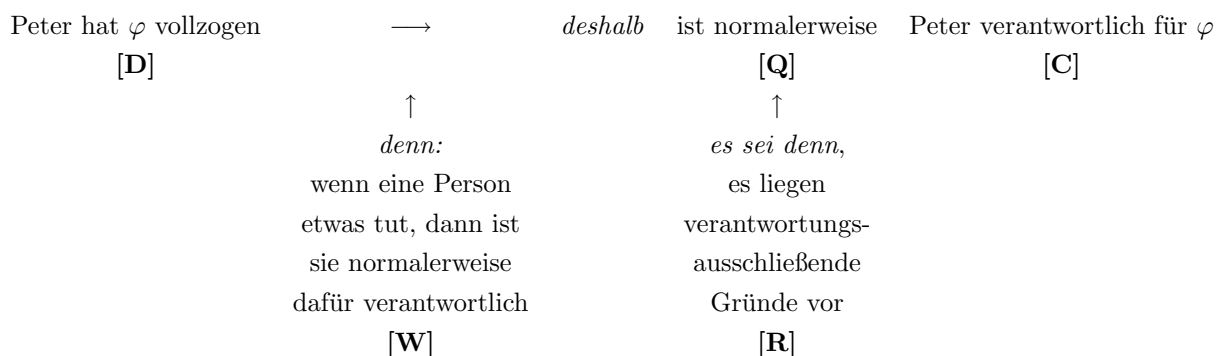 Peter hat φ vollzogen ⟶ deshalb ist normalerweise Peter verantwortlich für φ
[D] [Q] [C]
↑ ↑
denn: es sei denn,
wenn eine Person es liegen
etwas tut, dann ist verantwortungs-
sie normalerweise ausschließende
dafür verantwortlich Gründe vor
[W] [R]